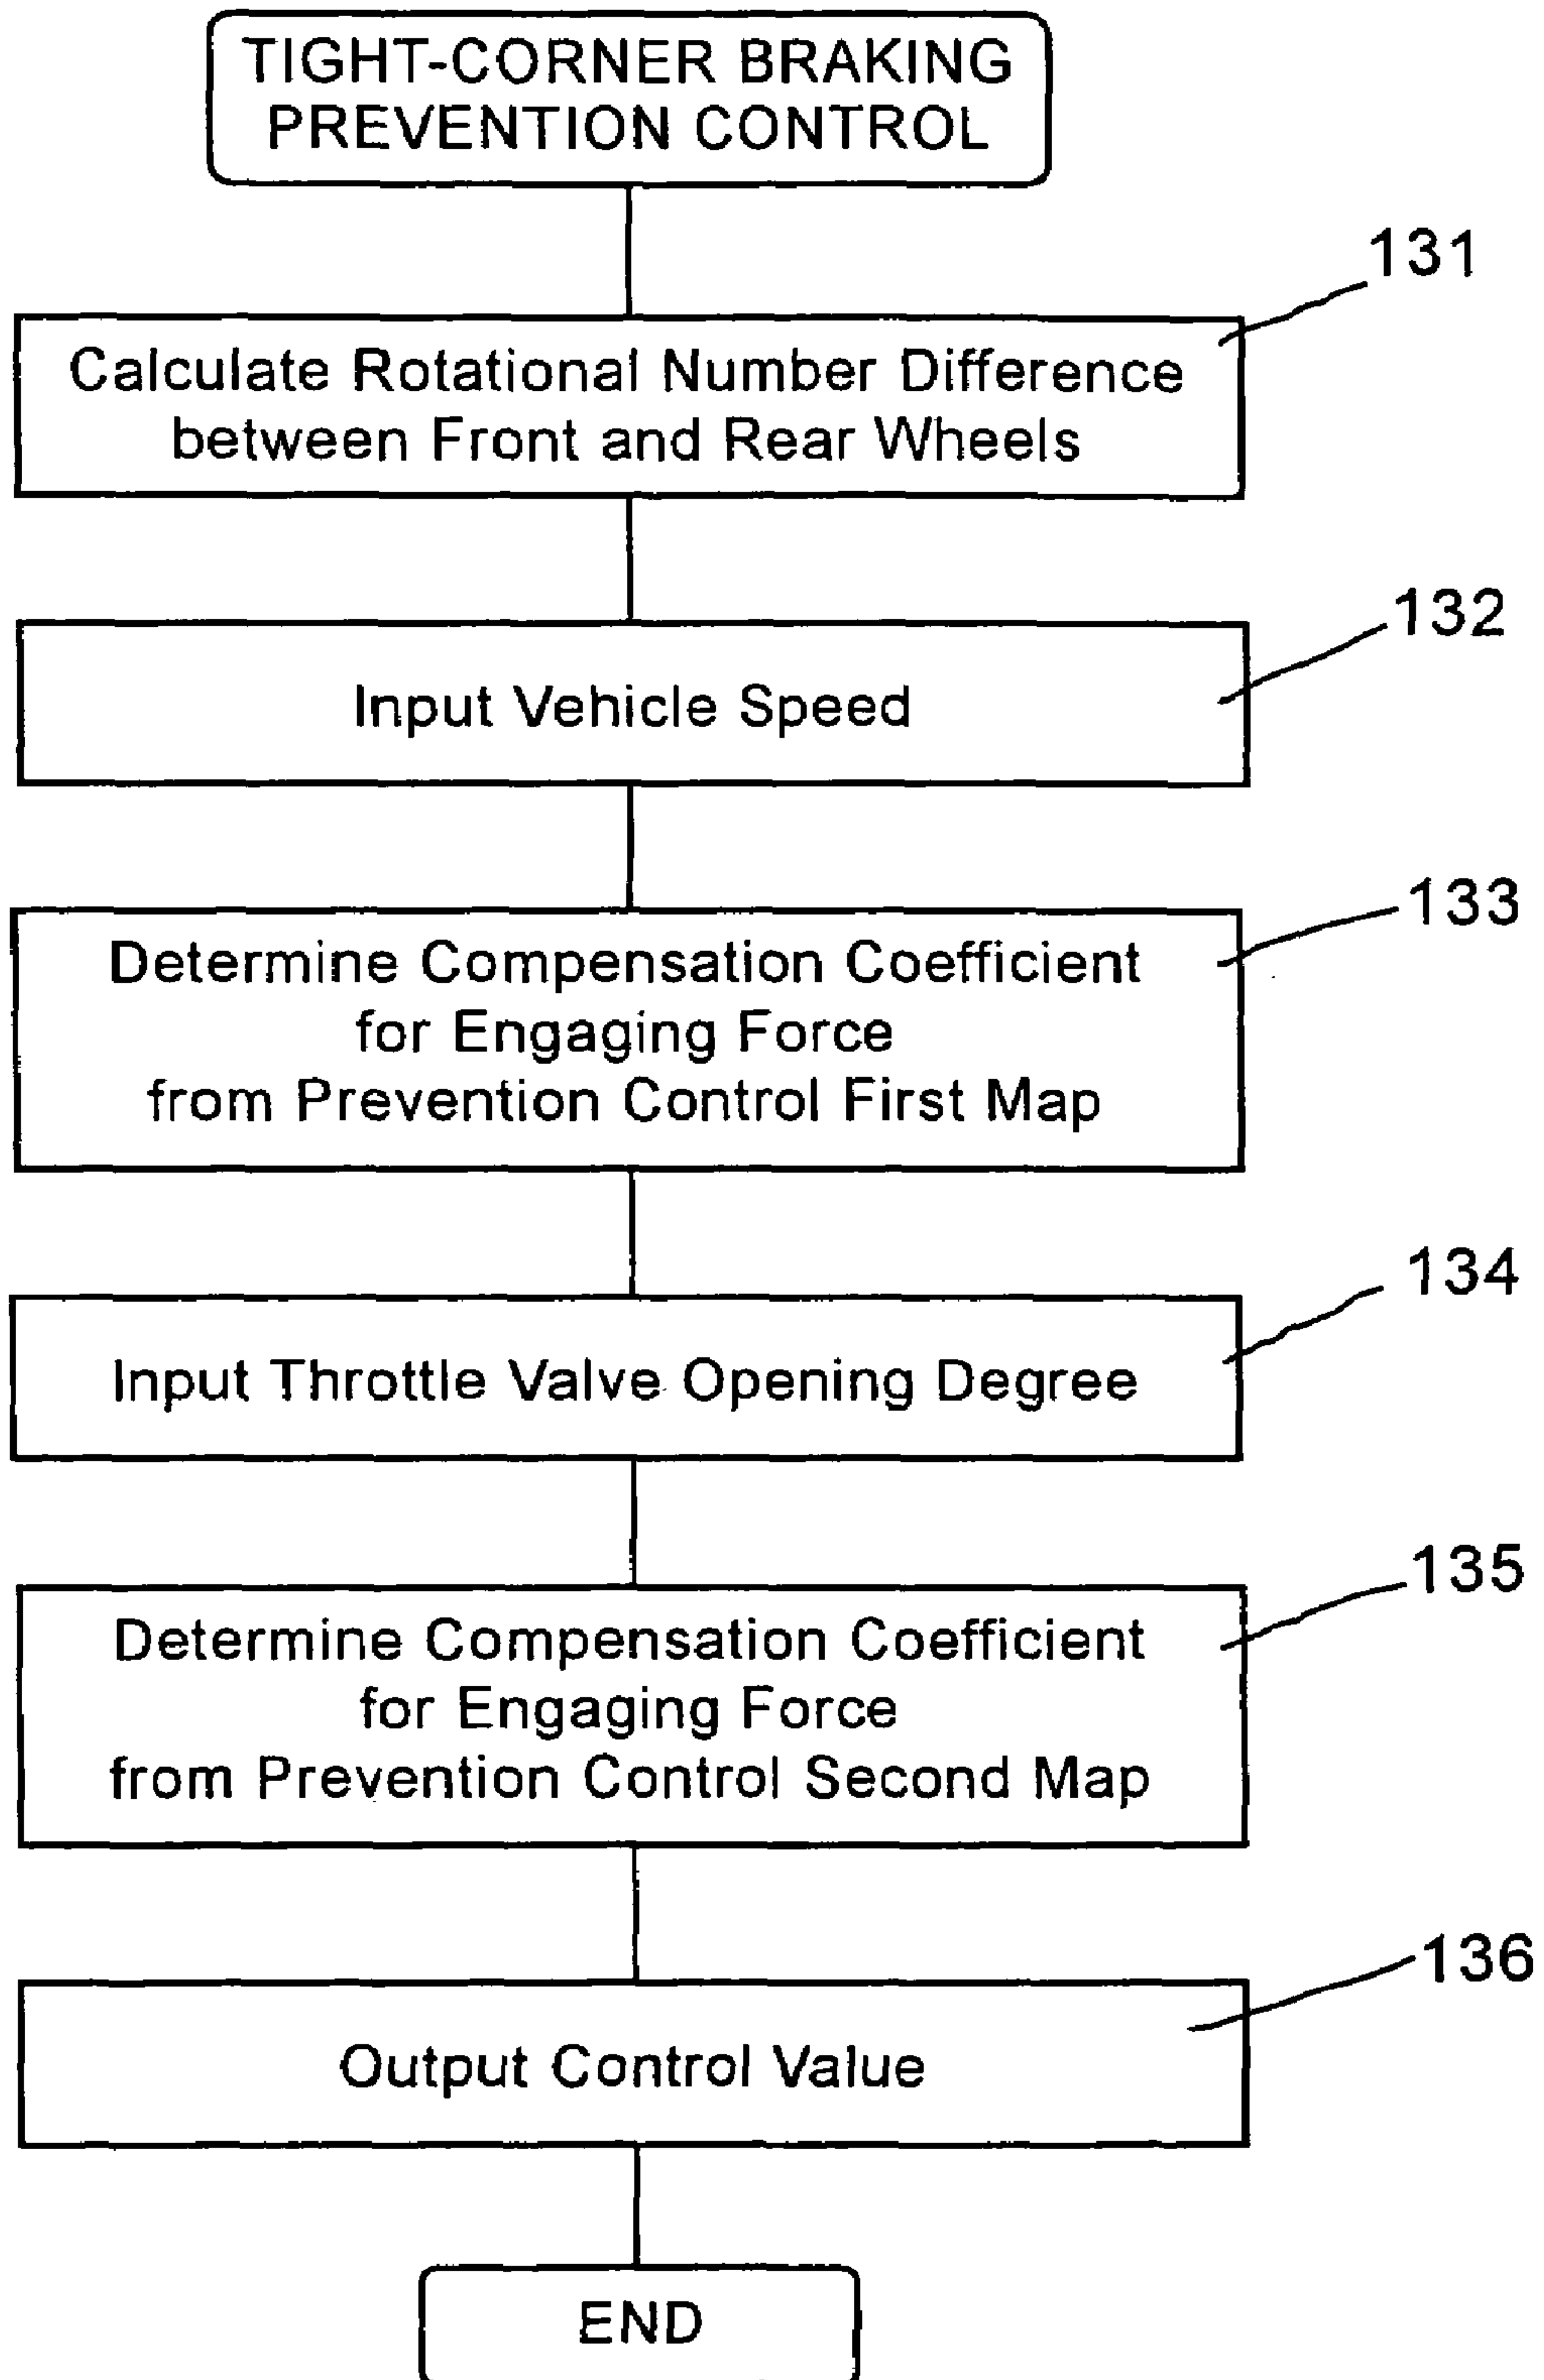 TIGHT-CORNER BRAKING
PREVENTION CONTROL
131
Calculate Rotational Number Difference
between Front and Rear Wheels
132
Input Vehicle Speed
133
Determine Compensation Coefficient
for Engaging Force
from Prevention Control First Map
134
Input Throttle Valve Opening Degree
135
Determine Compensation Coefficient
for Engaging Force
from Prevention Control Second Map
136
Output Control Value
END